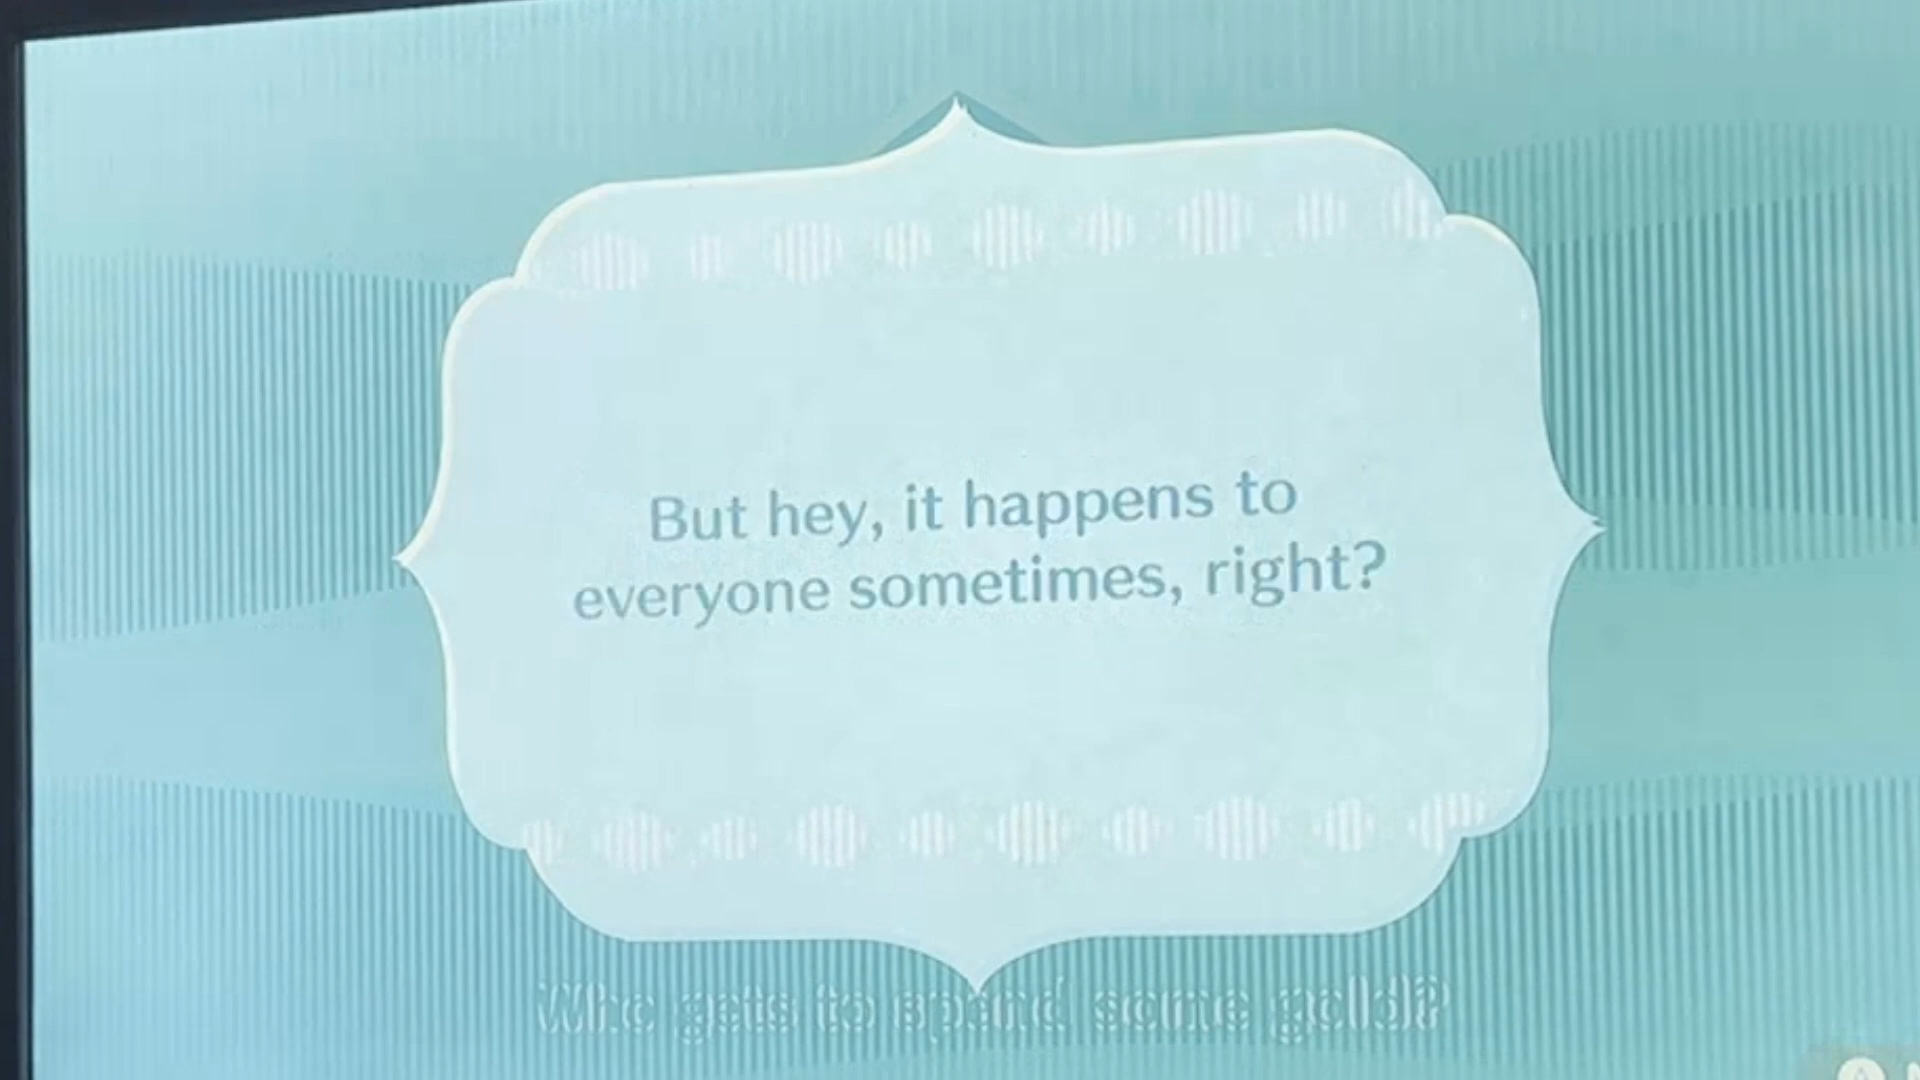 But hey, it happens to
everyone sometimes, right?
Who gets to spend some gold?